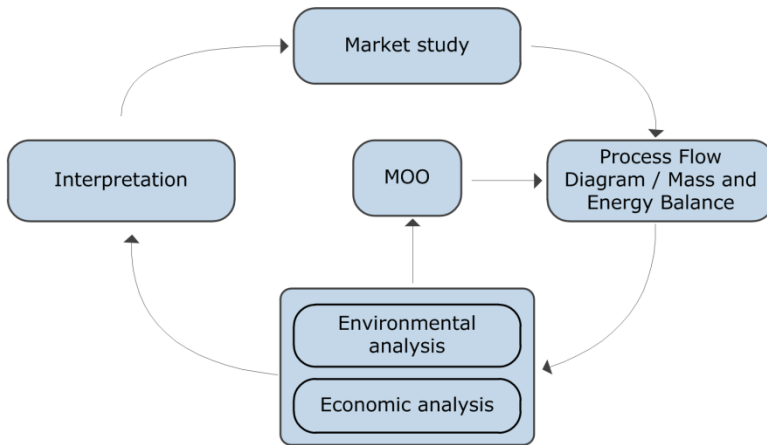 Market study
Interpretation
MOO
Process Flow
Diagram / Mass and
Energy Balance
Environmental
analysis
Economic analysis